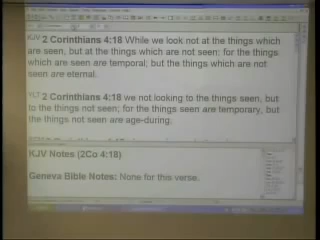 KJV 2 Corinthians 4:18 While we look not at the things which
are seen, but at the things which are not seen: for the things
which are seen are temporal; but the things which are not
seen are eternal.
YLT 2 Corinthians 4:18 we not looking to the things seen, but
to the things not seen; for the things seen are temporary, but
the things not seen are age-during.
KJV Notes (2Co 4:18)
Geneva Bible Notes: None for this verse.